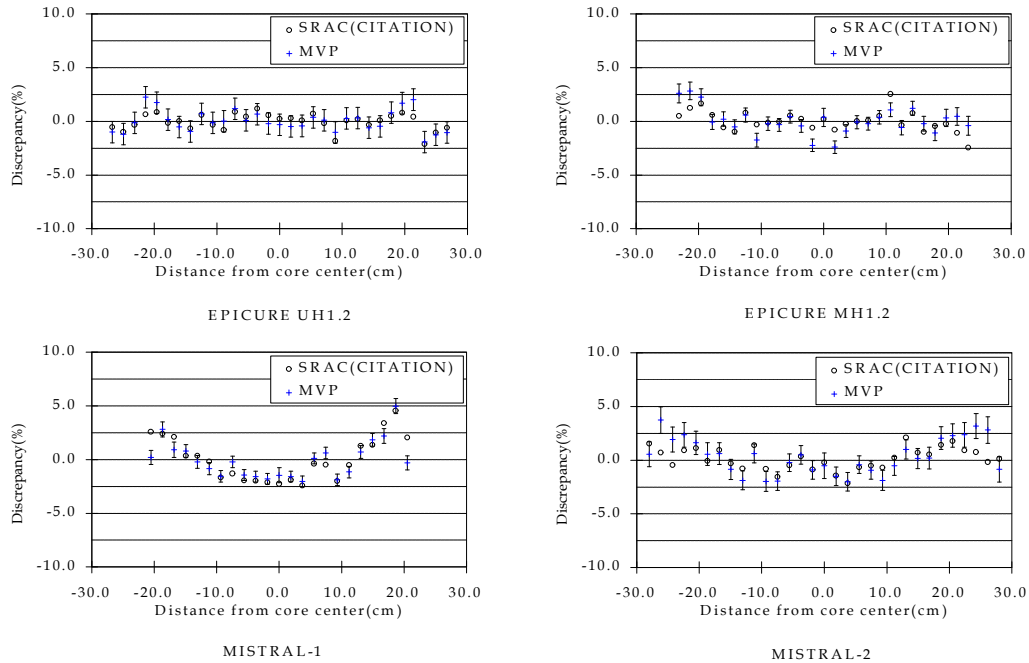 10.0
5.0
0.0
-5.0
-10.0
Discrepancy(%)
SRAC(CITATION)
MVP
-30.0 -20.0 -10.0 0.0 10.0 20.0 30.0
Distance from core center(cm)
EPICURE UH1.2
10.0
5.0
0.0
-5.0
-10.0
Discrepancy(%)
SRAC(CITATION)
MVP
-30.0 -20.0 -10.0 0.0 10.0 20.0 30.0
Distance from core center(cm)
EPICURE MH1.2
10.0
5.0
0.0
-5.0
-10.0
Discrepancy(%)
SRAC(CITATION)
MVP
-30.0 -20.0 -10.0 0.0 10.0 20.0 30.0
Distance from core center(cm)
MISTRAL-1
10.0
5.0
0.0
-5.0
-10.0
Discrepancy(%)
SRAC(CITATION)
MVP
-30.0 -20.0 -10.0 0.0 10.0 20.0 30.0
Distance from core center(cm)
MISTRAL-2